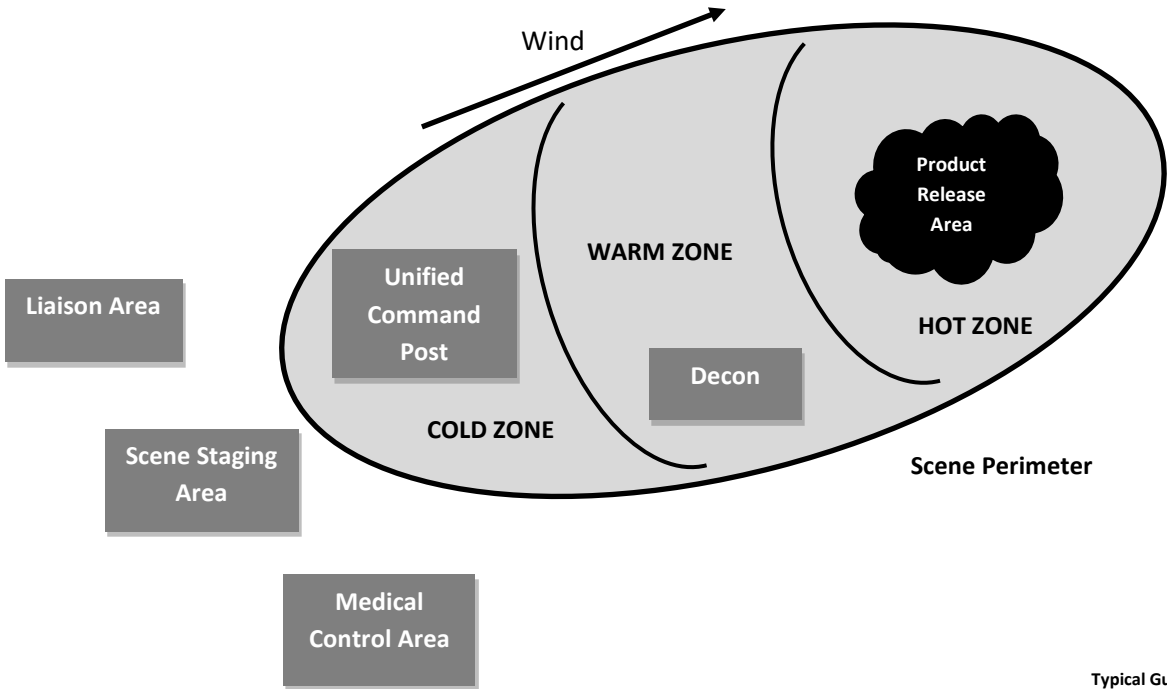 Wind
Product
Release
Area
WARM ZONE
Unified
Command
Post
Liaison Area
HOT ZONE
Decon
COLD ZONE
Scene Staging
Area
Scene Perimeter
Medical
Control Area
Typical Gu